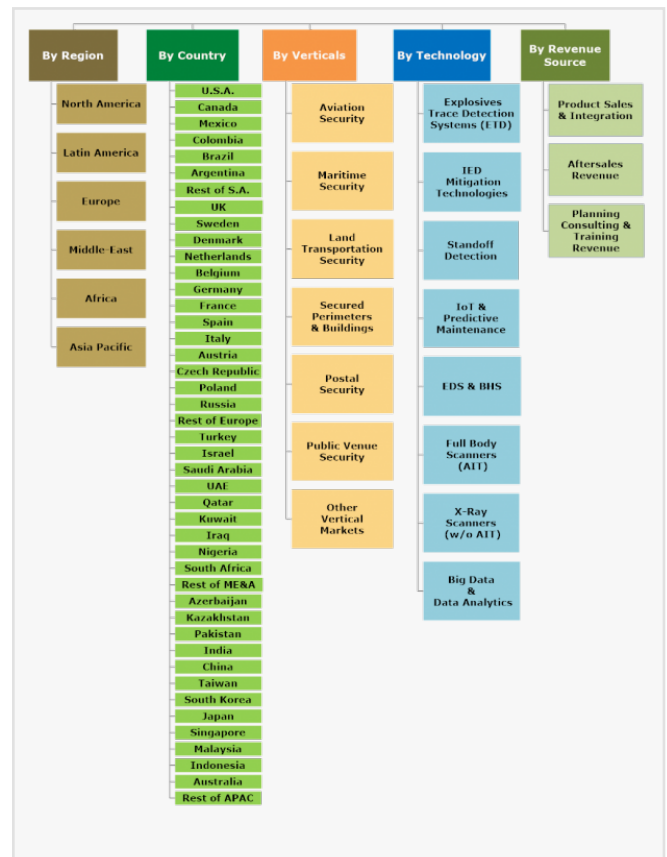 By Region
By Country
By Verticals
By Technology
By Revenue
Source
North America
Latin America
Europe
Middle-East
Africa
Asia Pacific
U.S.A.
Canada
Mexico
Colombia
Brazil
Argentina
Rest of S.A.
UK
Sweden
Denmark
Netherlands
Belgium
Germany
France
Spain
Italy
Austria
Czech Republic
Poland
Russia
Rest of Europe
Turkey
Israel
Saudi Arabia
UAE
Qatar
Kuwait
Iraq
Nigeria
South Africa
Rest of ME&A
Azerbaijan
Kazakhstan
Pakistan
India
China
Taiwan
South Korea
Japan
Singapore
Malaysia
Indonesia
Australia
Rest of APAC
Aviation
Security
Maritime
Security
Land
Transportation
Security
Secured
Perimeters
& Buildings
Postal
Security
Public Venue
Security
Other
Vertical
Markets
Explosives
Trace Detection
Systems (ETD)
IED
Mitigation
Technologies
Standoff
Detection
IoT &
Predictive
Maintenance
EDS & BHS
Full Body
Scanners
(AIT)
X-Ray
Scanners
(w/o AIT)
Big Data
&
Data Analytics
Product Sales
& Integration
Aftersales
Revenue
Planning
Consulting &
Training
Revenue